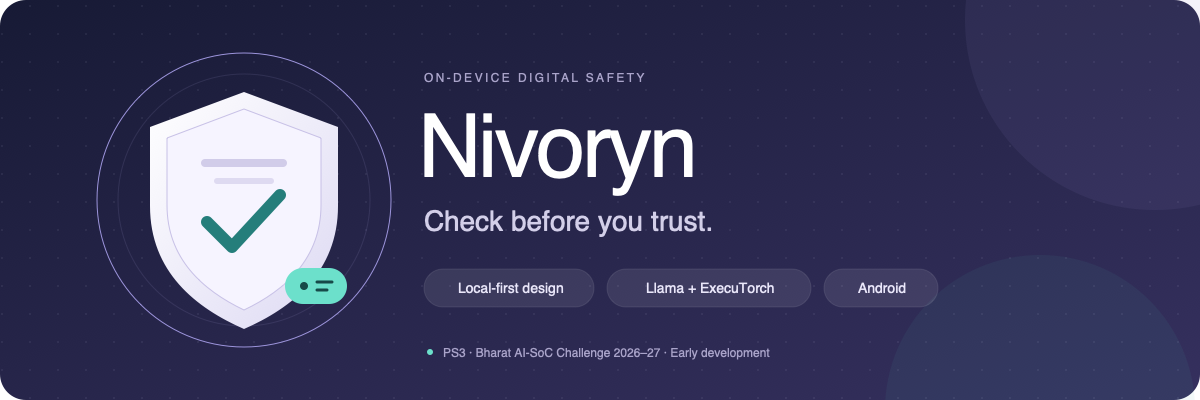 ON-DEVICE DIGITAL SAFETY
Nivoryn
Check before you trust.
Local-first design
Llama + ExecuTorch
Android
PS3 · Bharat AI-SoC Challenge 2026–27 · Early development